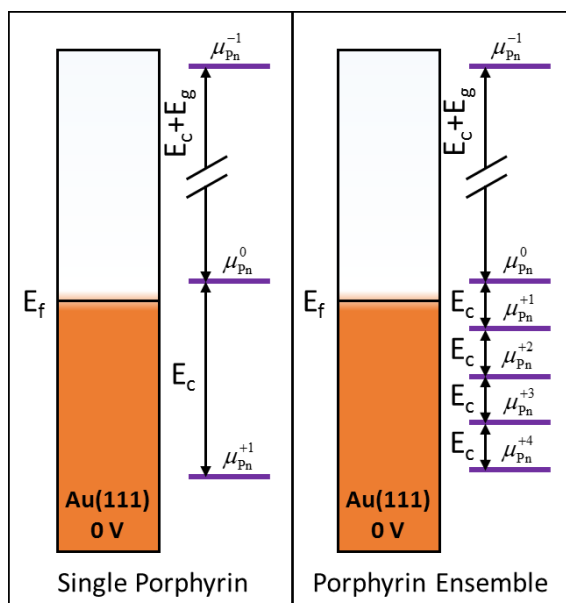 μ_Pn^-1
E_c+E_g
μ_Pn^0
E_f
E_c
μ_Pn^+1
Au(111)
0 V
Single Porphyrin
μ_Pn^-1
E_c+E_g
μ_Pn^0
E_f
E_c
μ_Pn^+1
E_c
μ_Pn^+2
E_c
μ_Pn^+3
E_c
μ_Pn^+4
Au(111)
0 V
Porphyrin Ensemble